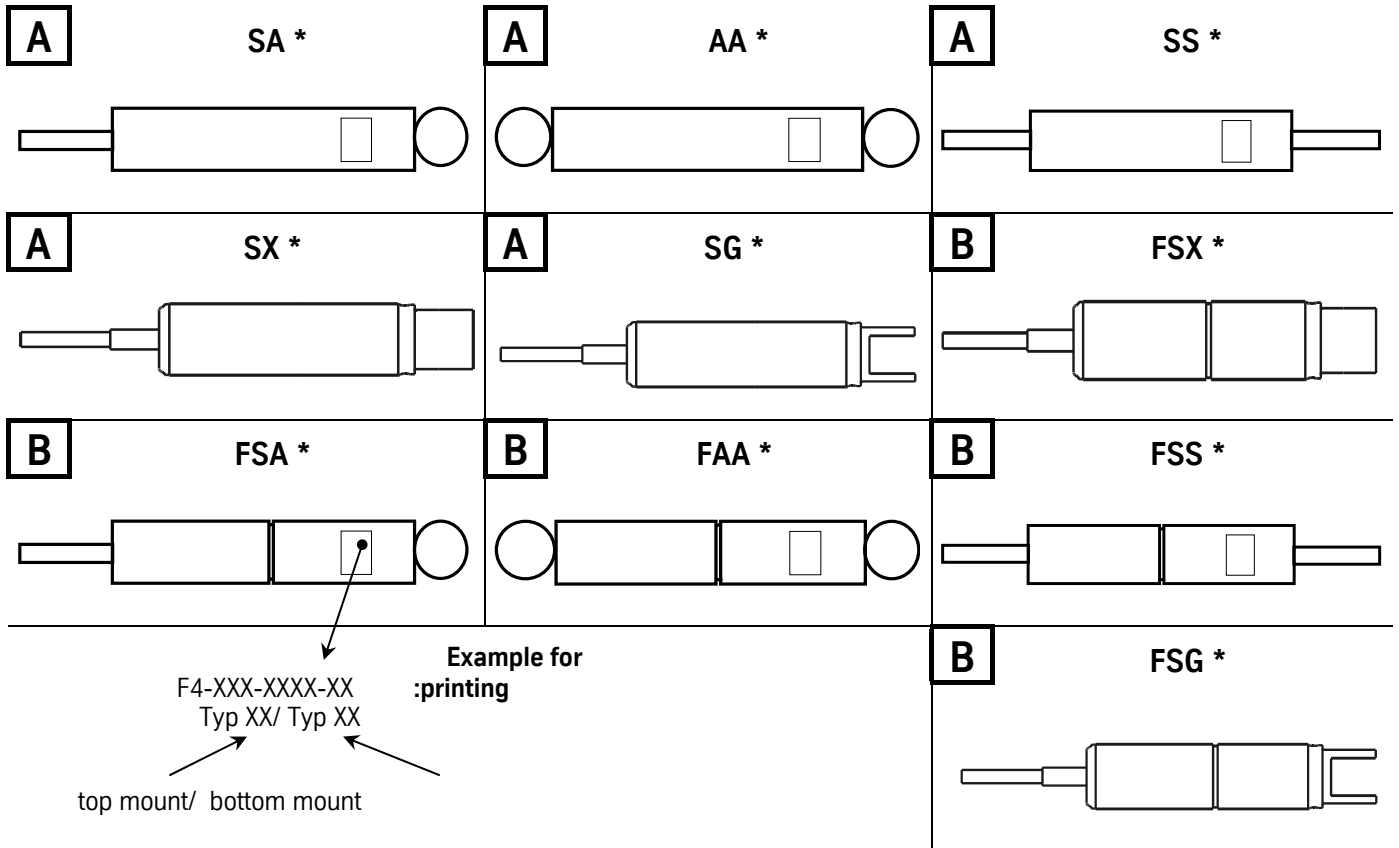 A
SA *
A
AA *
A
SS *
A
SX *
A
SG *
B
FSX *
B
FSA *
B
FAA *
B
FSS *
Example for
:printing
F4-XXX-XXXX-XX
Typ XX/ Typ XX
top mount/ bottom mount
B
FSG *